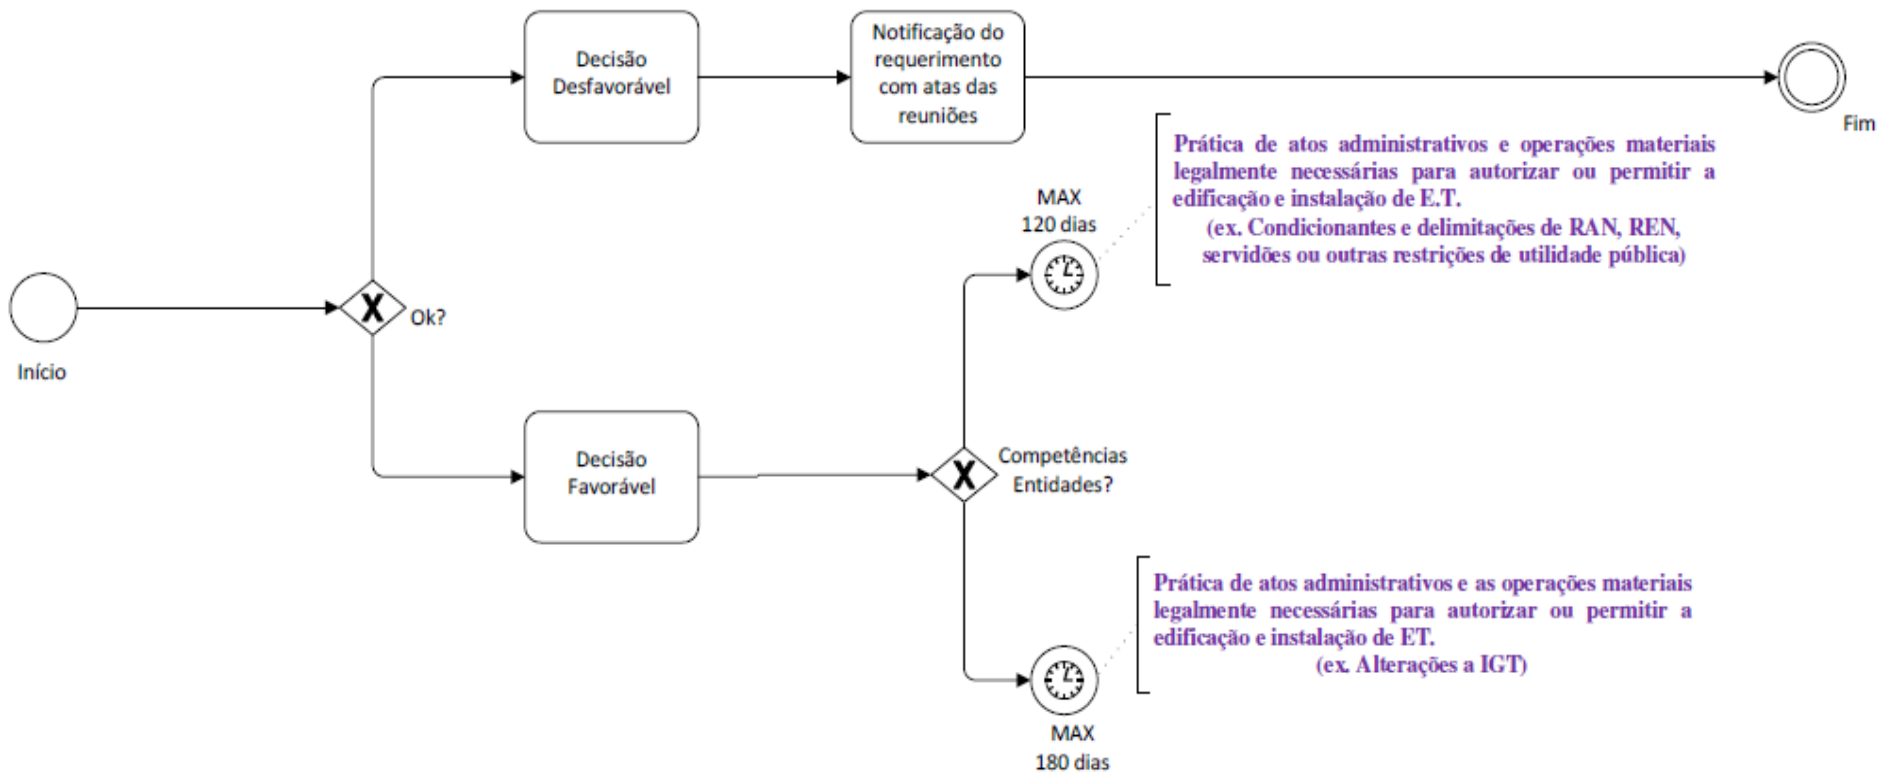 Decisão
Desfavorável
Notificação do
requerimento
com atas das
reuniões
Fim
Prática de atos administrativos e operações materiais
legalmente necessárias para autorizar ou permitir a
edificação e instalação de E.T.
(ex. Condicionantes e delimitações de RAN, REN,
servidões ou outras restrições de utilidade pública)
MAX
120 dias
X
Ok?
Início
Decisão
Favorável
X
Competências
Entidades?
Prática de atos administrativos e as operações materiais
legalmente necessárias para autorizar ou permitir a
edificação e instalação de ET.
(ex. Alterações a IGT)
MAX
180 dias